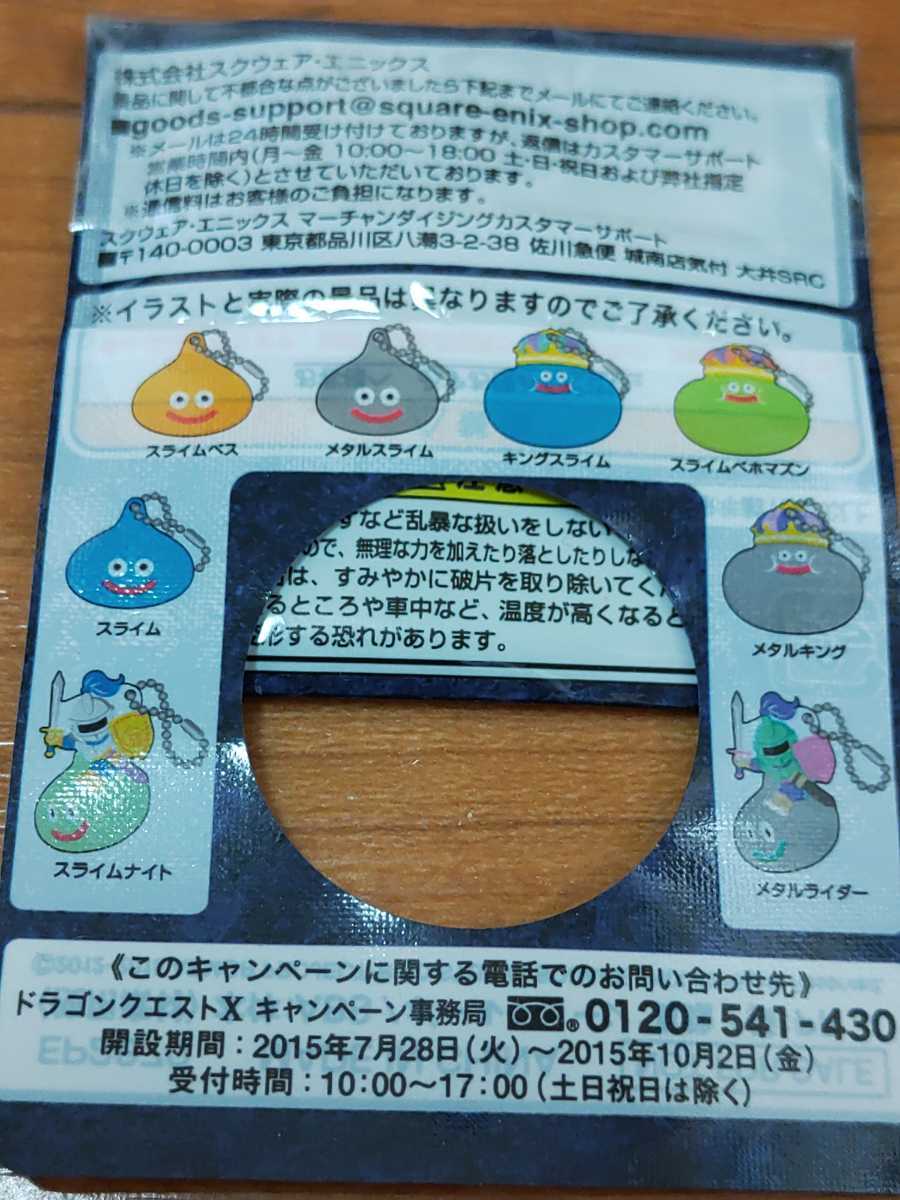 株式会社スクウェア・エニックス
景品に関して不都合な点がございましたら下記までメールにてご連絡ください。
■goods-support@square-enix-shop.com
※メールは24時間受け付けておりますが、返信はカスタマーサポート
営業時間内(月~金 10:00~18:00 土・日・祝日および弊社指定
休日を除く)とさせていただいております。
※通信料はお客様のご負担になります。
スクウェア・エニックス マーチャンダイジングカスタマーサポート
■〒140-0003 東京都品川区八潮3-2-38 佐川急便 城南店気付 大井SRC
※イラストと実際の景品は異なりますのでご了承ください。
スライムベス
メタルスライム
キングスライム
スライムベホマズン
スライム
メタルキング
スライムナイト
メタルライダー
すなど乱暴な扱いをしない
ので、無理な力を加えたり落としたりしな
は、すみやかに破片を取り除いてく
るところや車中など、温度が高くなると
形する恐れがあります。
《このキャンペーンに関する電話でのお問い合わせ先》
ドラゴンクエストX キャンペーン事務局 0120-541-430
開設期間:2015年7月28日(火)~2015年10月2日(金)
受付時間:10:00~17:00(土日祝日は除く)